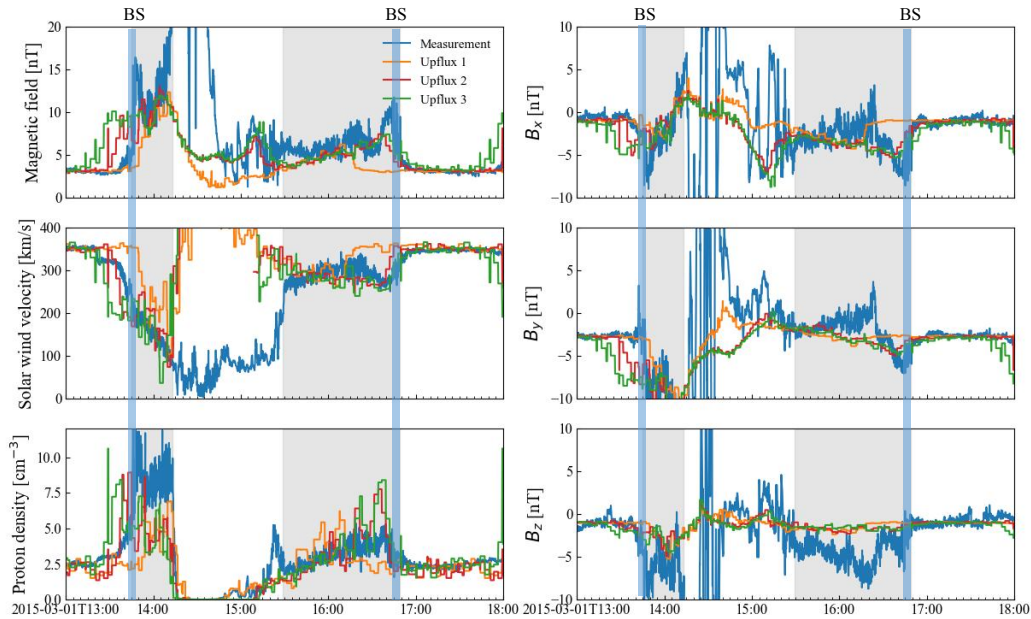 BS BS BS BS
20 10
Measurement
Upflux 1
Upflux 2
Upflux 3
15 5
10 0
5 −5
0 −10
Magnetic field [nT]
Bx [nT]
400 10
300 5
200 0
100 −5
0 −10
Solar wind velocity [km/s]
By [nT]
10.0 10
7.5 5
5.0 0
2.5 −5
0.0 −10
Proton density [cm−3]
Bz [nT]
2015-03-01T13:00 14:00 15:00 16:00 17:00 18:00 2015-03-01T13:00 14:00 15:00 16:00 17:00 18:00